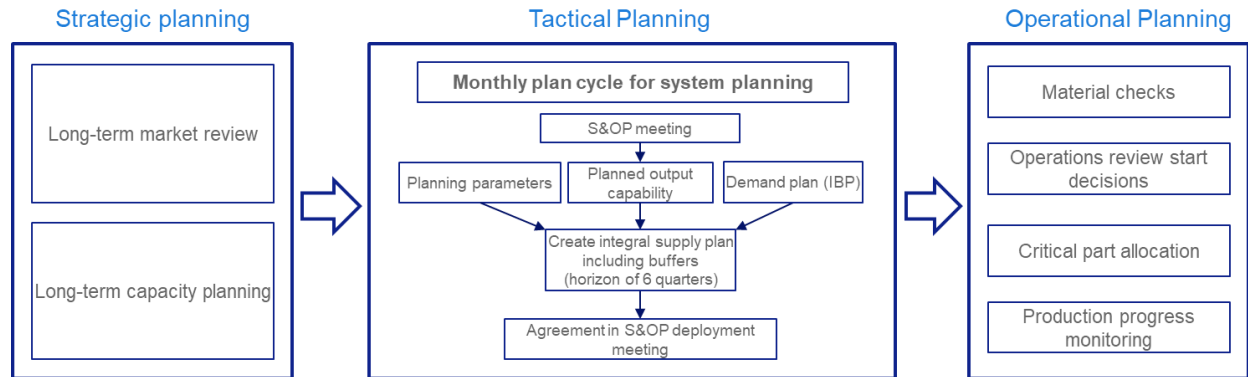 Strategic planning
Long-term market review
Long-term capacity planning
Tactical Planning
Monthly plan cycle for system planning
S&OP meeting
Planning parameters
Planned output
capability
Demand plan (IBP)
Create integral supply plan
including buffers
(horizon of 6 quarters)
Agreement in S&OP deployment
meeting
Operational Planning
Material checks
Operations review start
decisions
Critical part allocation
Production progress
monitoring